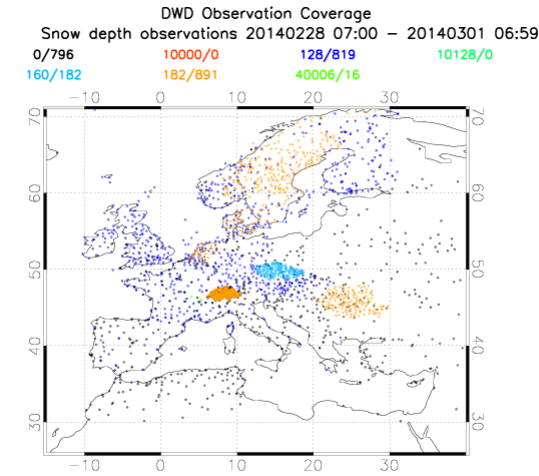 DWD Observation Coverage
Snow depth observations 20140228 07:00 − 20140301 06:59
0/796 10000/0 128/819 10128/0
160/182 182/891 40006/16
−10 0 10 20 30
70 70
60 60
50 50
40 40
30 30
−10 0 10 20 30